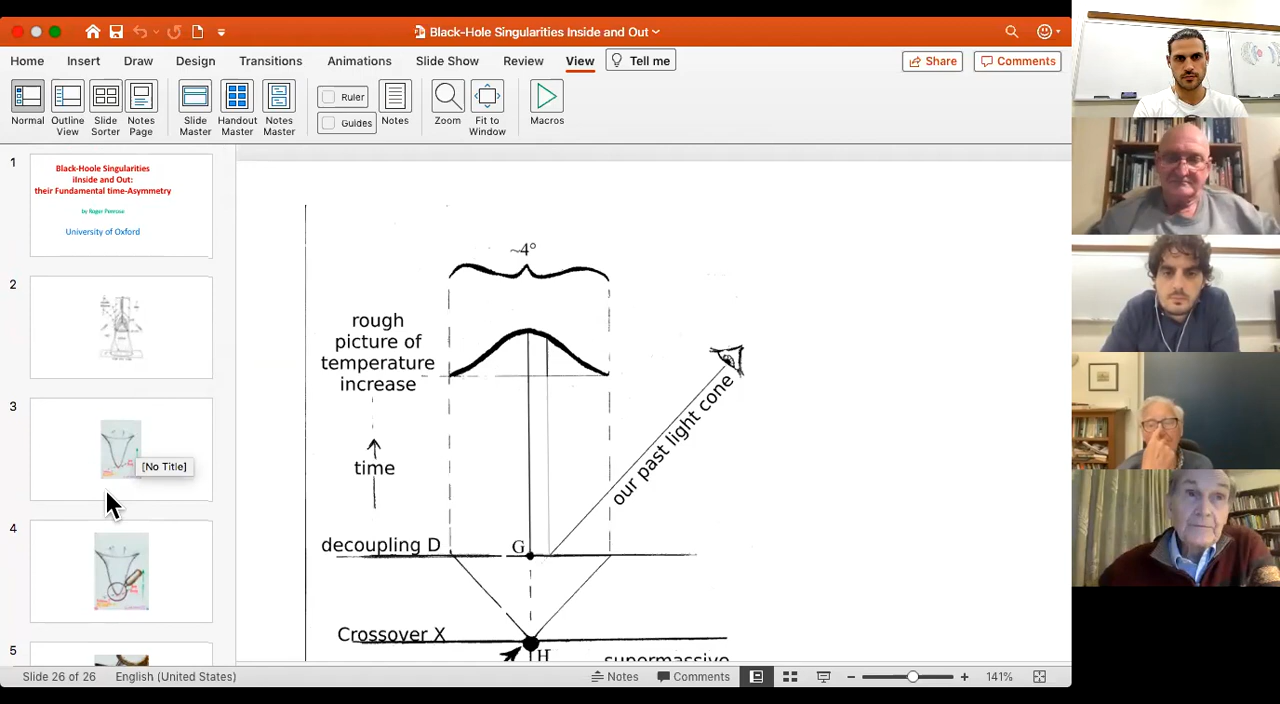 Black-Hole Singularities Inside and Out
Home Insert Draw Design Transitions Animations Slide Show Review View Tell me
Share Comments
Normal Outline View Slide Sorter Notes Page Slide Master Handout Master Notes Master Ruler Guides Notes Zoom Fit to Window Macros
1
Black-Hoole Singularities
iInside and Out:
their Fundamental time-Asymmetry
by Roger Penrose
University of Oxford
2
3
[No Title]
4
5
~4°
rough
picture of
temperature
increase
time
our past light cone
decoupling D
G
Crossover X
H
supermassive
Slide 26 of 26 English (United States) Notes Comments 141%